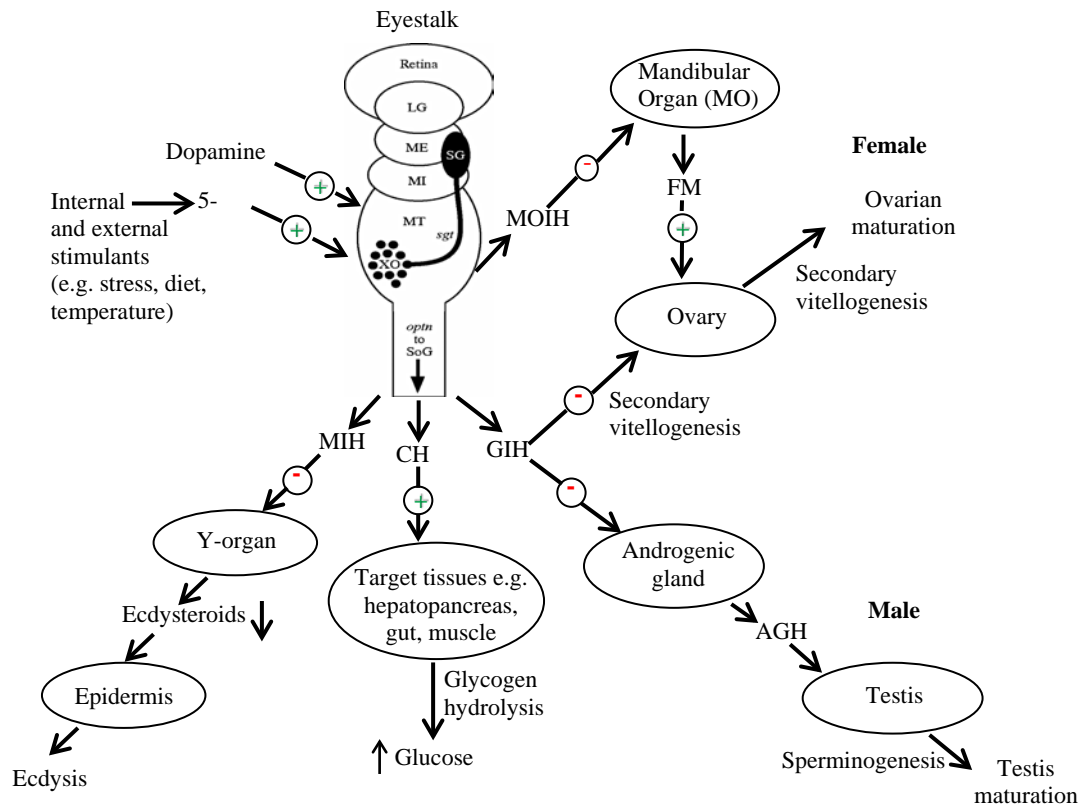 Eyestalk
Retina
LG
ME
SG
MI
MT
sgt
XO
optn
to
SoG
Dopamine
+
Internal
and external
stimulants
(e.g. stress, diet,
temperature)
5-
+
MOIH
-
Mandibular
Organ (MO)
FM
+
Ovary
Female
Ovarian
maturation
Secondary
vitellogenesis
-
Secondary
vitellogenesis
MIH
-
Y-organ
Ecdysteroids
Epidermis
Ecdysis
CH
+
Target tissues e.g.
hepatopancreas,
gut, muscle
Glycogen
hydrolysis
Glucose
GIH
-
Androgenic
gland
AGH
Male
Testis
Sperminogenesis
Testis
maturation